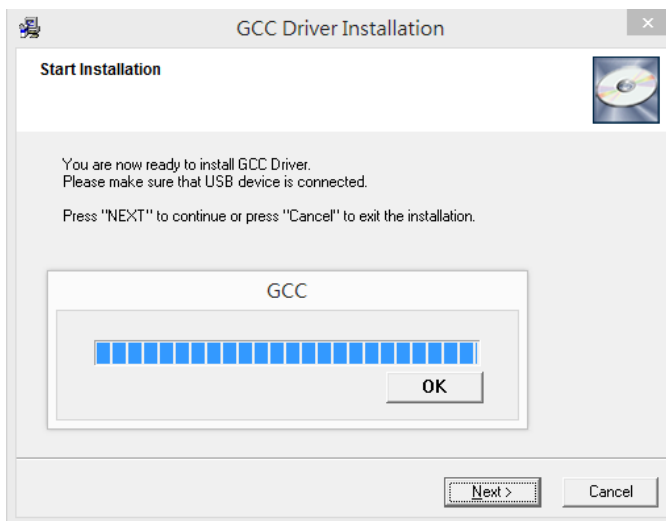 GCC Driver Installation
Start Installation
You are now ready to install GCC Driver.
Please make sure that USB device is connected.
Press "NEXT" to continue or press "Cancel" to exit the installation.
GCC
OK
Next >
Cancel